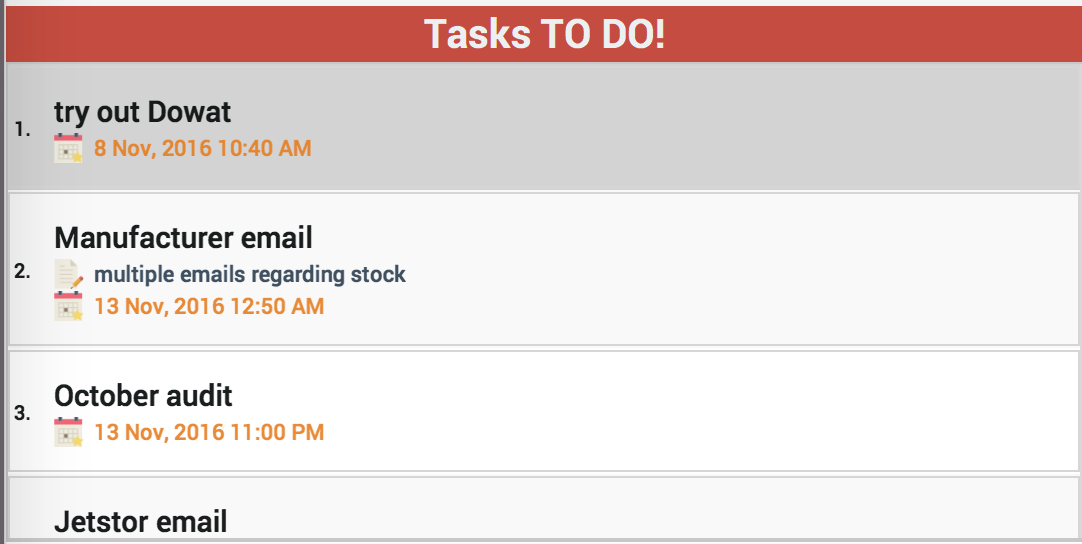 Tasks TO DO!
1.
try out Dowat
8 Nov, 2016 10:40 AM
2.
Manufacturer email
multiple emails regarding stock
13 Nov, 2016 12:50 AM
3.
October audit
13 Nov, 2016 11:00 PM
Jetstor email